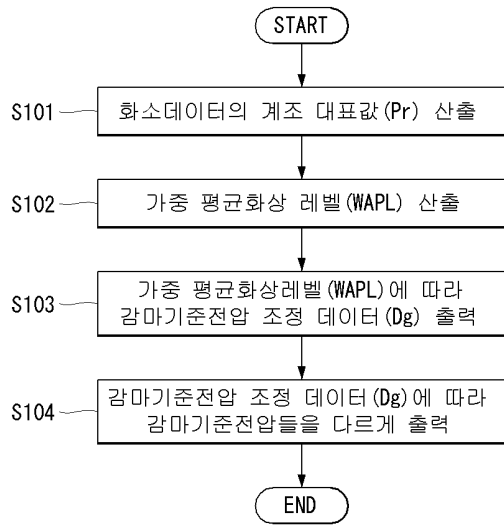 START
S101
화소데이터의 계조 대표값(Pr) 산출
S102
가중 평균화상 레벨(WAPL) 산출
S103
가중 평균화상레벨(WAPL)에 따라
감마기준전압 조정 데이터(Dg) 출력
S104
감마기준전압 조정 데이터(Dg)에 따라
감마기준전압들을 다르게 출력
END